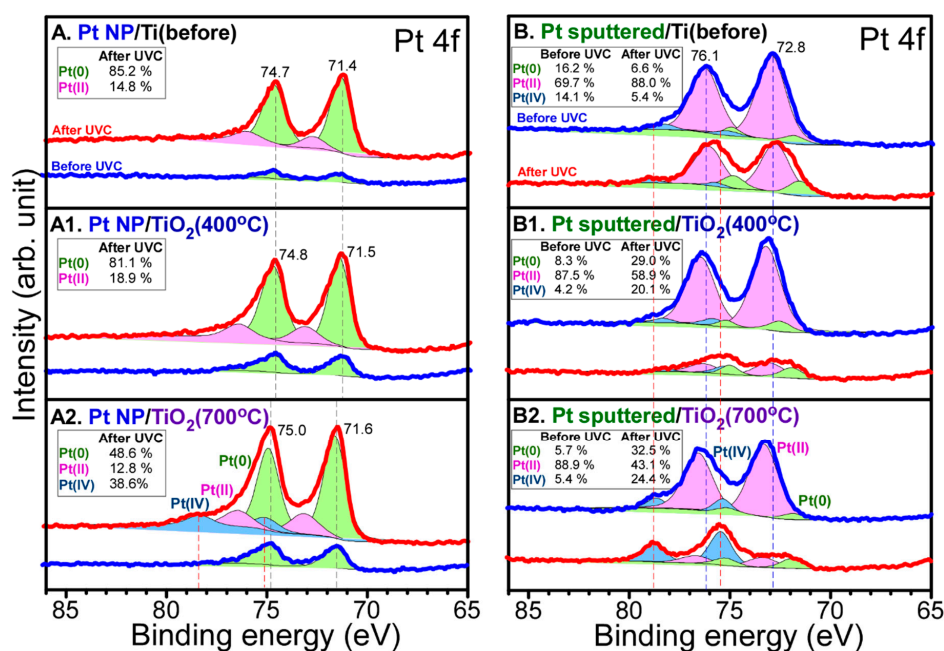 A. Pt NP/Ti(before)
Pt 4f
After UVC
Pt(0) 85.2 %
Pt(II) 14.8 %
74.7
71.4
After UVC
Before UVC
A1. Pt NP/TiO2(400°C)
After UVC
Pt(0) 81.1 %
Pt(II) 18.9 %
74.8
71.5
A2. Pt NP/TiO2(700°C)
After UVC
Pt(0) 48.6 %
Pt(II) 12.8 %
Pt(IV) 38.6%
75.0
71.6
Pt(0)
Pt(II)
Pt(IV)
85 80 75 70 65
Binding energy (eV)
Intensity (arb. unit)
B. Pt sputtered/Ti(before)
Pt 4f
Before UVC After UVC
Pt(0) 16.2 % 6.6 %
Pt(II) 69.7 % 88.0 %
Pt(IV) 14.1 % 5.4 %
76.1
72.8
Before UVC
After UVC
B1. Pt sputtered/TiO2(400°C)
Before UVC After UVC
Pt(0) 8.3 % 29.0 %
Pt(II) 87.5 % 58.9 %
Pt(IV) 4.2 % 20.1 %
B2. Pt sputtered/TiO2(700°C)
Before UVC After UVC
Pt(0) 5.7 % 32.5 %
Pt(II) 88.9 % 43.1 %
Pt(IV) 5.4 % 24.4 %
Pt(IV)
Pt(II)
Pt(0)
85 80 75 70 65
Binding energy (eV)